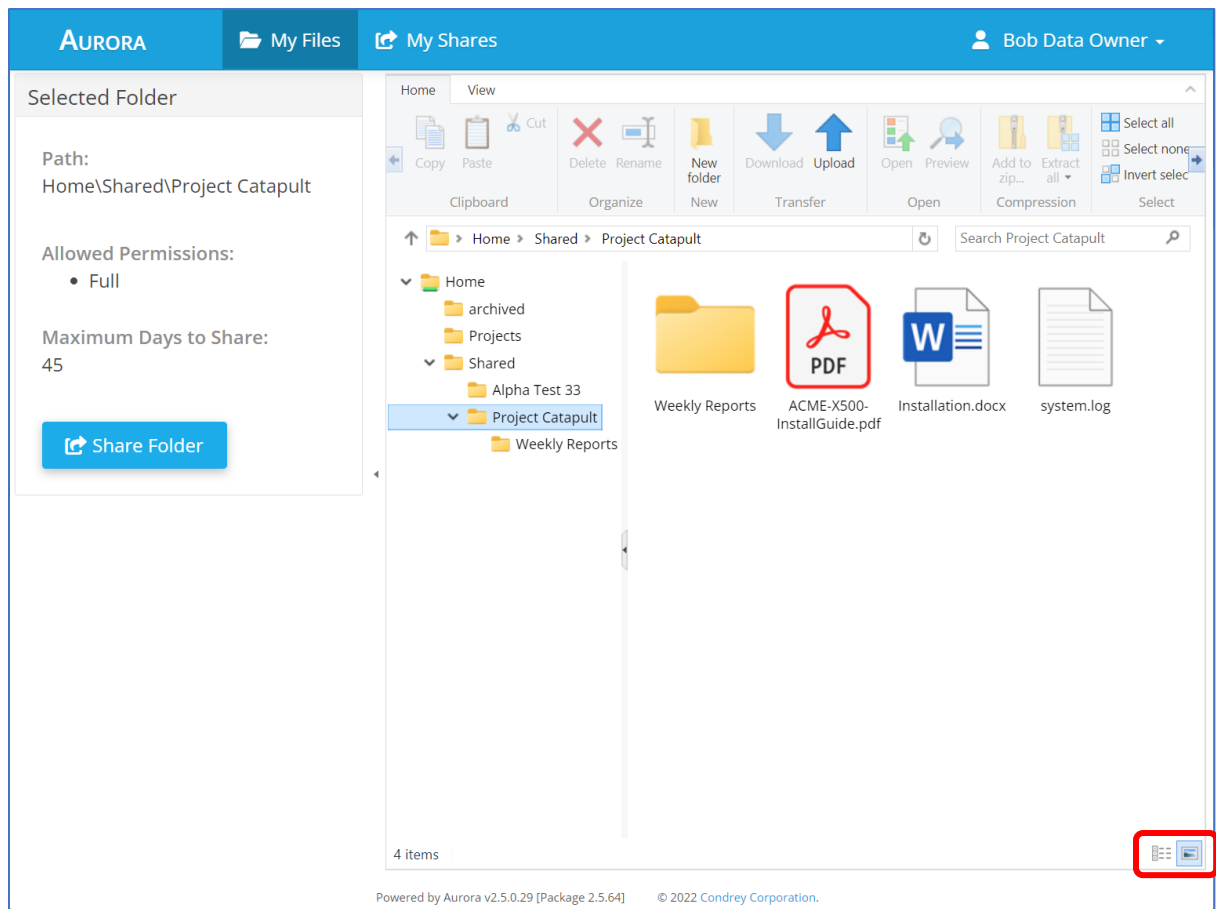 AURORA
My Files
My Shares
Bob Data Owner
Selected Folder
Path:
Home\Shared\Project Catapult
Allowed Permissions:
• Full
Maximum Days to Share:
45
Share Folder
Home View
Copy
Paste
Cut
Clipboard
Delete
Rename
Organize
New
folder
New
Download
Upload
Transfer
Open
Preview
Open
Add to
zip...
Extract
all
Compression
Select all
Select none
Invert selec
Select
Home Shared Project Catapult
Search Project Catapult
Home
archived
Projects
Shared
Alpha Test 33
Project Catapult
Weekly Reports
Weekly Reports
PDF
ACME-X500-
InstallGuide.pdf
W
Installation.docx
system.log
4 items
Powered by Aurora v2.5.0.29 [Package 2.5.64] © 2022 Condrey Corporation.